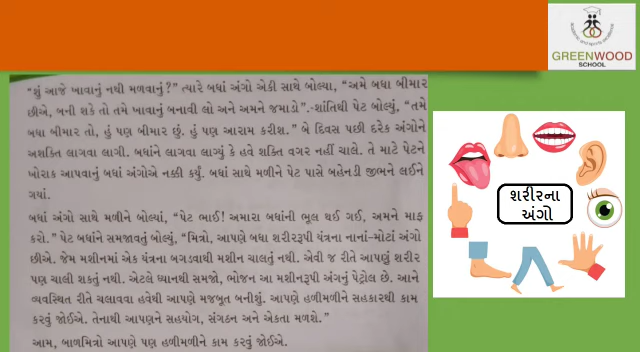 GREENWOOD
SCHOOL
“શું આજે ખાવાનું નથી મળવાનું?” ત્યારે બધાં અંગો એકી સાથે બોલ્યા, “અમે બધા બીમાર
છીએ, બની શકે તો તમે ખાવાનું બનાવી લો અને અમને જમાડો”.-શાંતિથી પેટ બોલ્યું, “તમે
બધા બીમાર તો, હું પણ બીમાર છું. હું પણ આરામ કરીશ.” બે દિવસ પછી દરેક અંગોને
અશક્તિ લાગવા લાગી. બધાંને લાગવા લાગ્યું કે હવે શક્તિ વગર નહીં ચાલે. તે માટે પેટને
ખોરાક આપવાનું બધાં અંગોએ નક્કી કર્યું. બધાં સાથે મળીને પેટ પાસે બહેનડી જીભને લઈને
ગયાં.
બધાં અંગો સાથે મળીને બોલ્યાં, “પેટ ભાઈ! અમારા બધાંની ભુલ થઈ ગઈ, અમને માફ
કરો.” પેટ બધાંને સમજાવતું બોલ્યું, “મિત્રો, આપણે બધા શરીરરૂપી યંત્રના નાનાં-મોટાં અંગો
છીએ. જેમ મશીનમાં એક યંત્રના બગડવાથી મશીન ચાલતું નથી. એવી જ રીતે આપણું શરીર
પણ ચાલી શકતું નથી. એટલે ધ્યાનથી સમજો, ભોજન આ મશીનરૂપી અંગનું પેટ્રોલ છે. આને
વ્યવસ્થિત રીતે ચલાવવા હવેથી આપણે મજબૂત બનીશું. આપણે હળીમળીને સહકારથી કામ
કરવું જોઈએ. તેનાથી આપણને સહયોગ, સંગઠન અને એકતા મળશે.”
આમ, બાળમિત્રો આપણે પણ હળીમળીને કામ કરવું જોઈએ.
શરીરના
અંગો